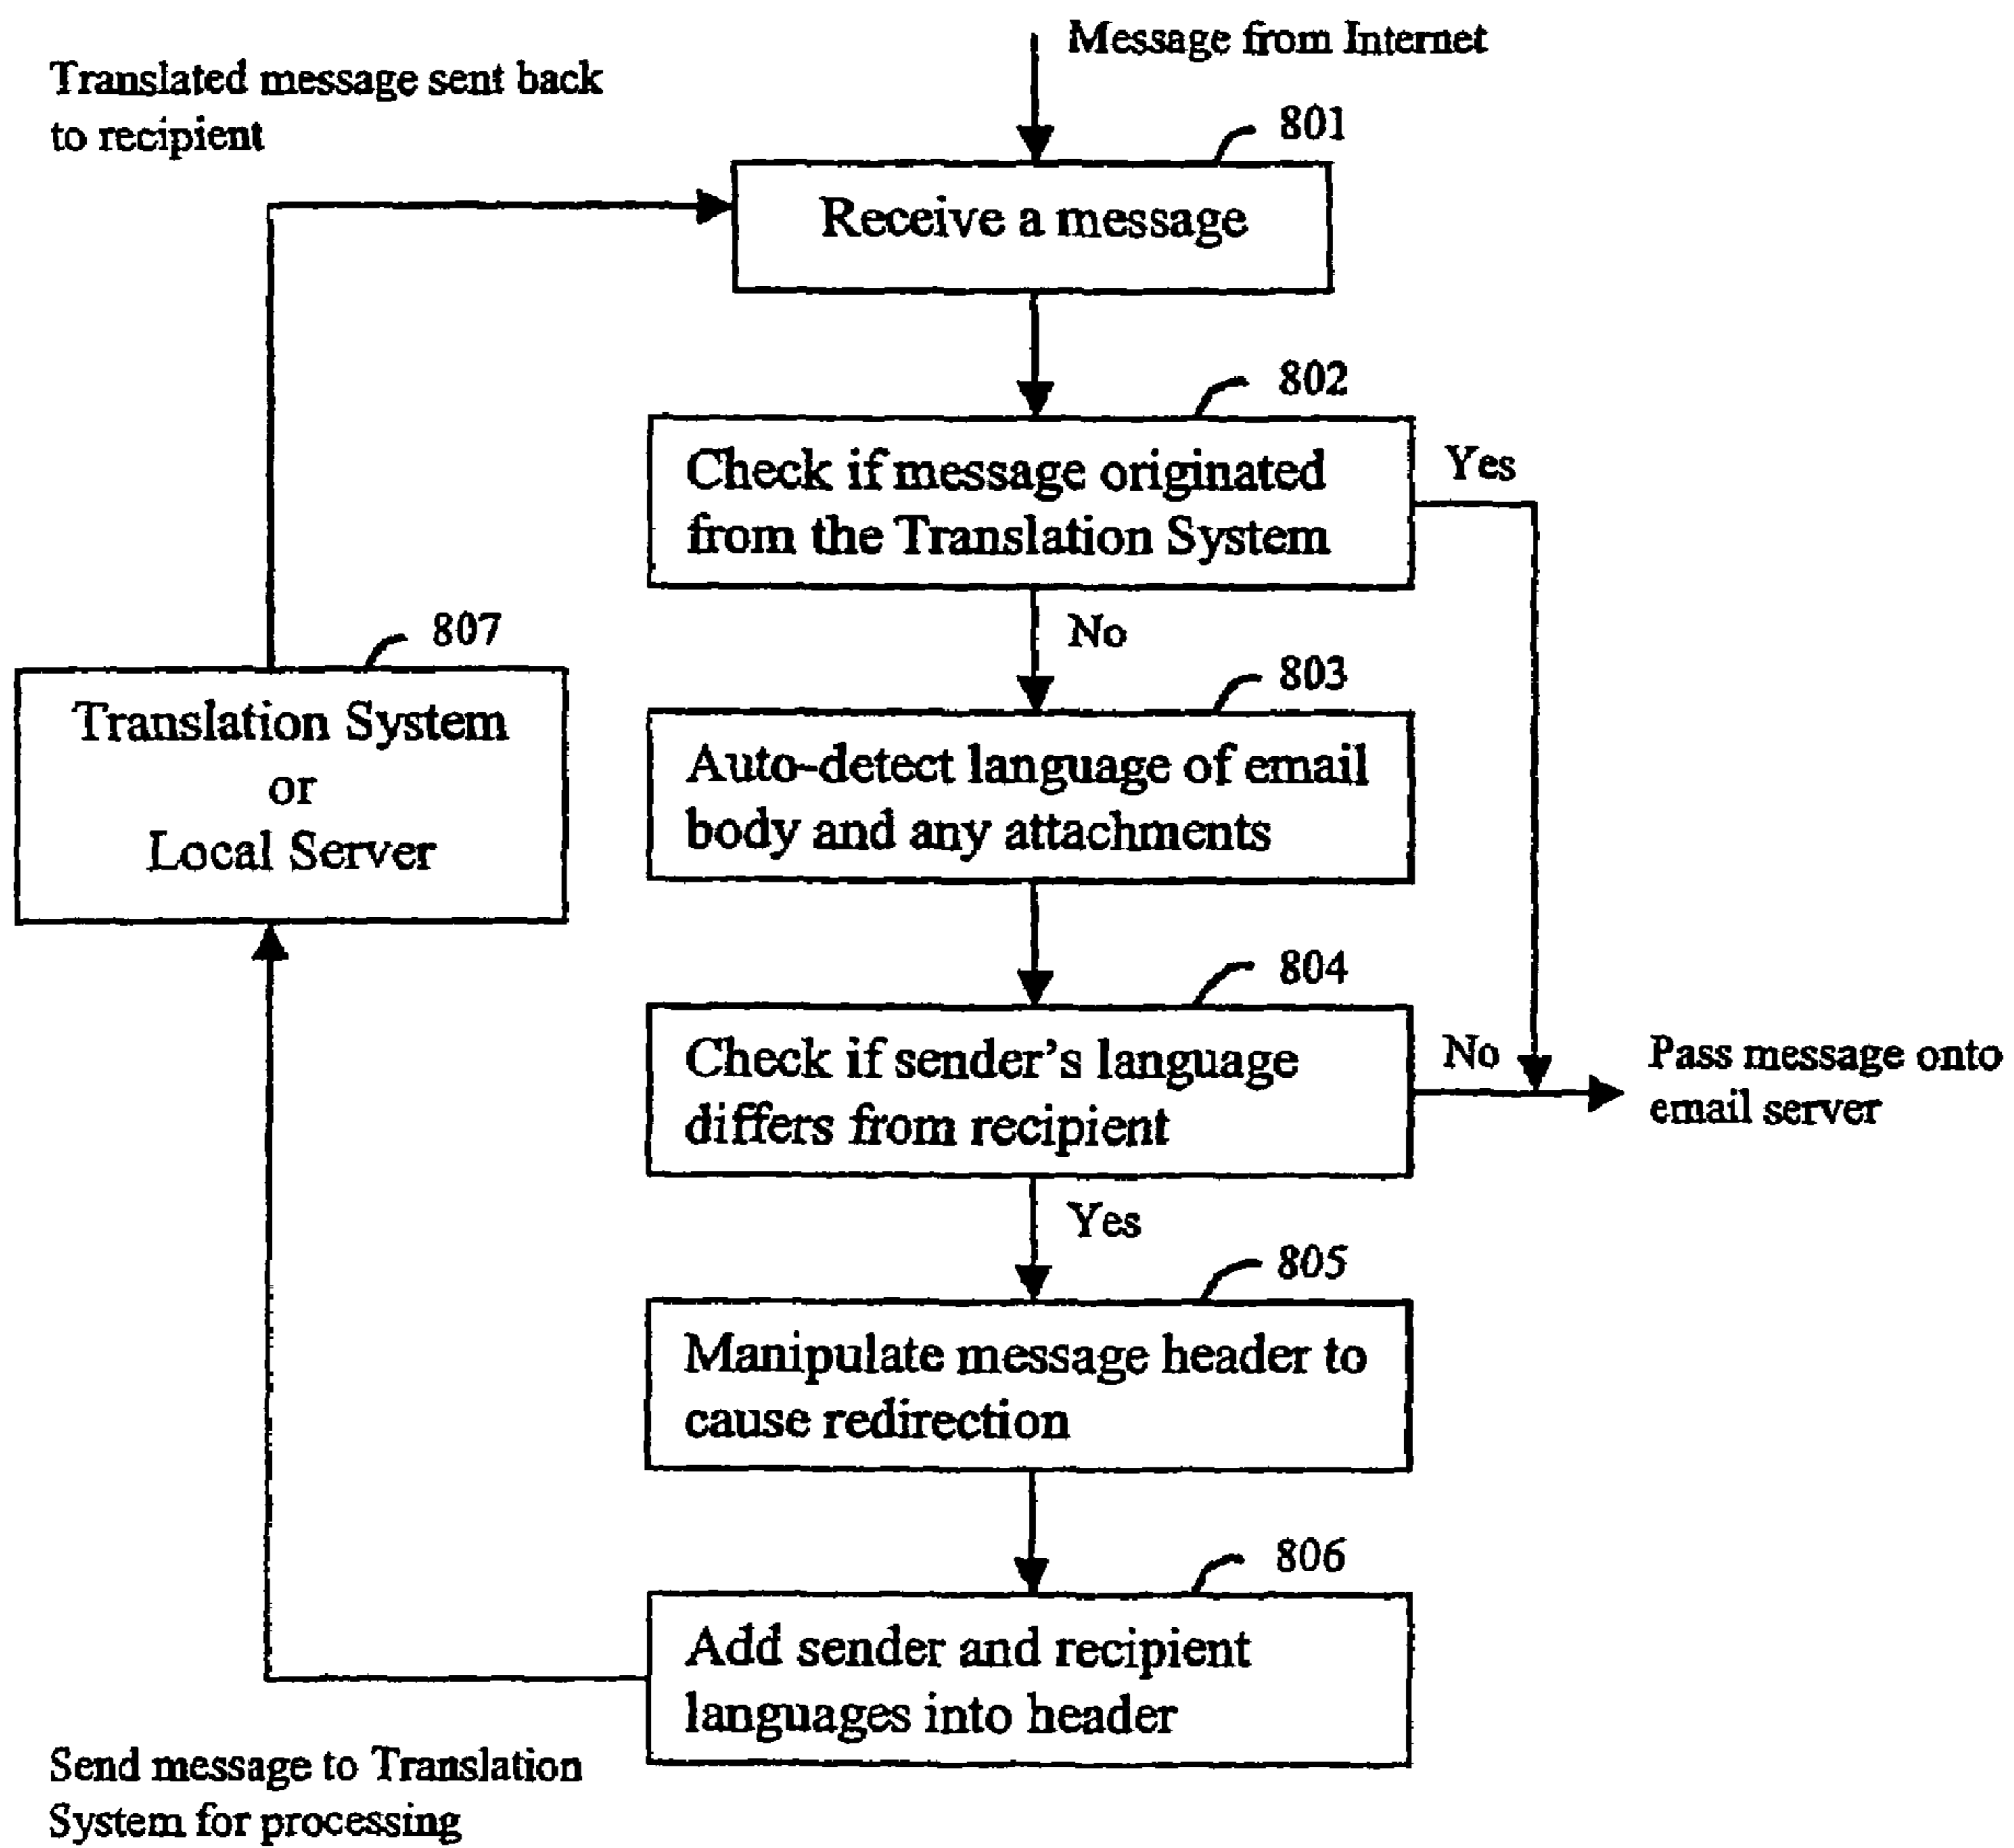 Message from Internet
Translated message sent back
to recipient
801
Receive a message
802
Check if message originated
from the Translation System
Yes
No
807
Translation System
or
Local Server
803
Auto-detect language of email
body and any attachments
804
Check if sender's language
differs from recipient
No
Pass message onto
email server
Yes
805
Manipulate message header to
cause redirection
806
Add sender and recipient
languages into header
Send message to Translation
System for processing